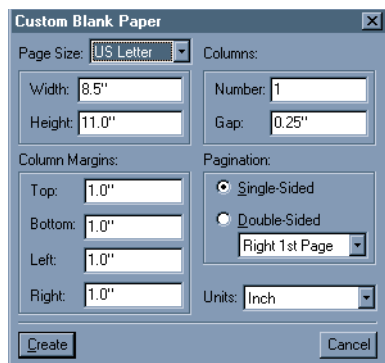 Custom Blank Paper
Page Size: US Letter
Width: 8.5"
Height: 11.0"
Columns:
Number: 1
Gap: 0.25"
Column Margins:
Top: 1.0"
Bottom: 1.0"
Left: 1.0"
Right: 1.0"
Pagination:
Single-Sided
Double-Sided
Right 1st Page
Units: Inch
Create
Cancel